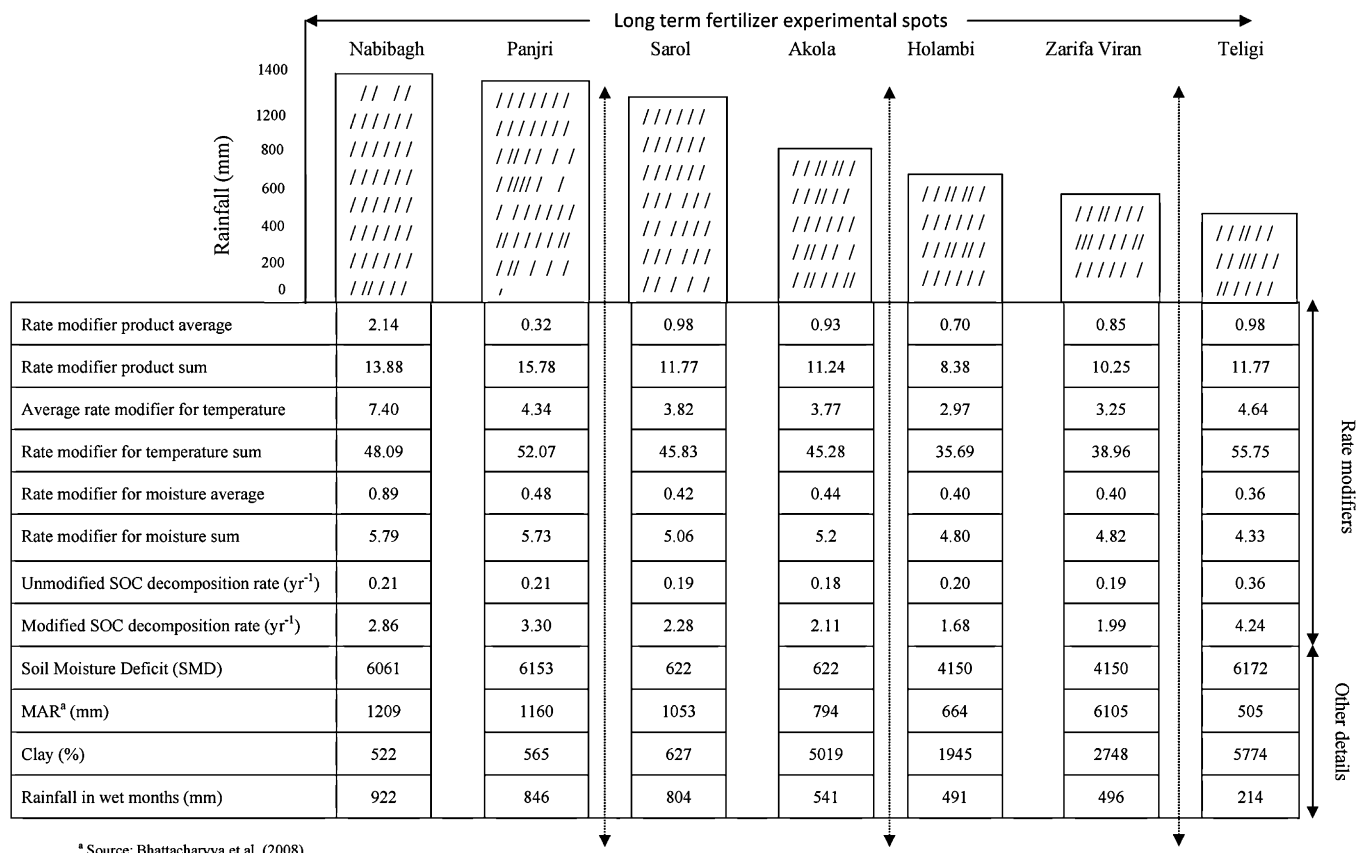 Long term fertilizer experimental spots
Nabibagh Panjri Sarol Akola Holambi Zarifa Viran Teligi
Rainfall (mm)
1400
1200
800
600
400
200
0
Rate modifier product average 2.14 0.32 0.98 0.93 0.70 0.85 0.98
Rate modifier product sum 13.88 15.78 11.77 11.24 8.38 10.25 11.77
Average rate modifier for temperature 7.40 4.34 3.82 3.77 2.97 3.25 4.64
Rate modifier for temperature sum 48.09 52.07 45.83 45.28 35.69 38.96 55.75
Rate modifier for moisture average 0.89 0.48 0.42 0.44 0.40 0.40 0.36
Rate modifier for moisture sum 5.79 5.73 5.06 5.2 4.80 4.82 4.33
Unmodified SOC decomposition rate (yr⁻¹) 0.21 0.21 0.19 0.18 0.20 0.19 0.36
Modified SOC decomposition rate (yr⁻¹) 2.86 3.30 2.28 2.11 1.68 1.99 4.24
Rate modifiers
Soil Moisture Deficit (SMD) 6061 6153 622 622 4150 4150 6172
MARᵃ (mm) 1209 1160 1053 794 664 6105 505
Clay (%) 522 565 627 5019 1945 2748 5774
Rainfall in wet months (mm) 922 846 804 541 491 496 214
Other details
ᵃ Source: Bhattacharyya et al. (2008)